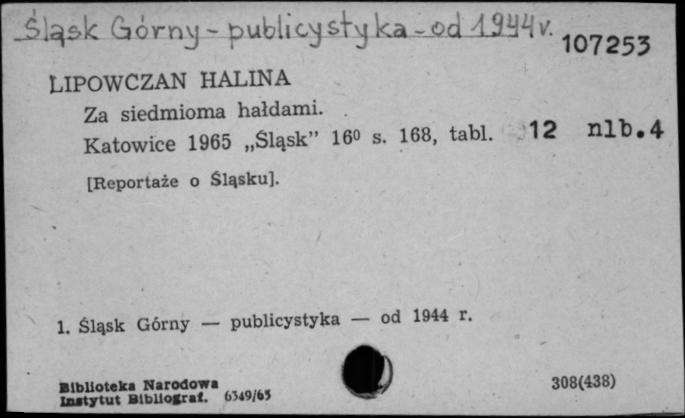 Śląsk Górny - publicystyka - od 1944 r.
107253
LIPOWCZAN HALINA
Za siedmioma hałdami.
Katowice 1965 „Śląsk” 16⁰ s. 168, tabl. 12 nlb.4
[Reportaże o Śląsku].
1. Śląsk Górny — publicystyka — od 1944 r.
Biblioteka Narodowa
Instytut Bibliograf. 6349/65
308(438)